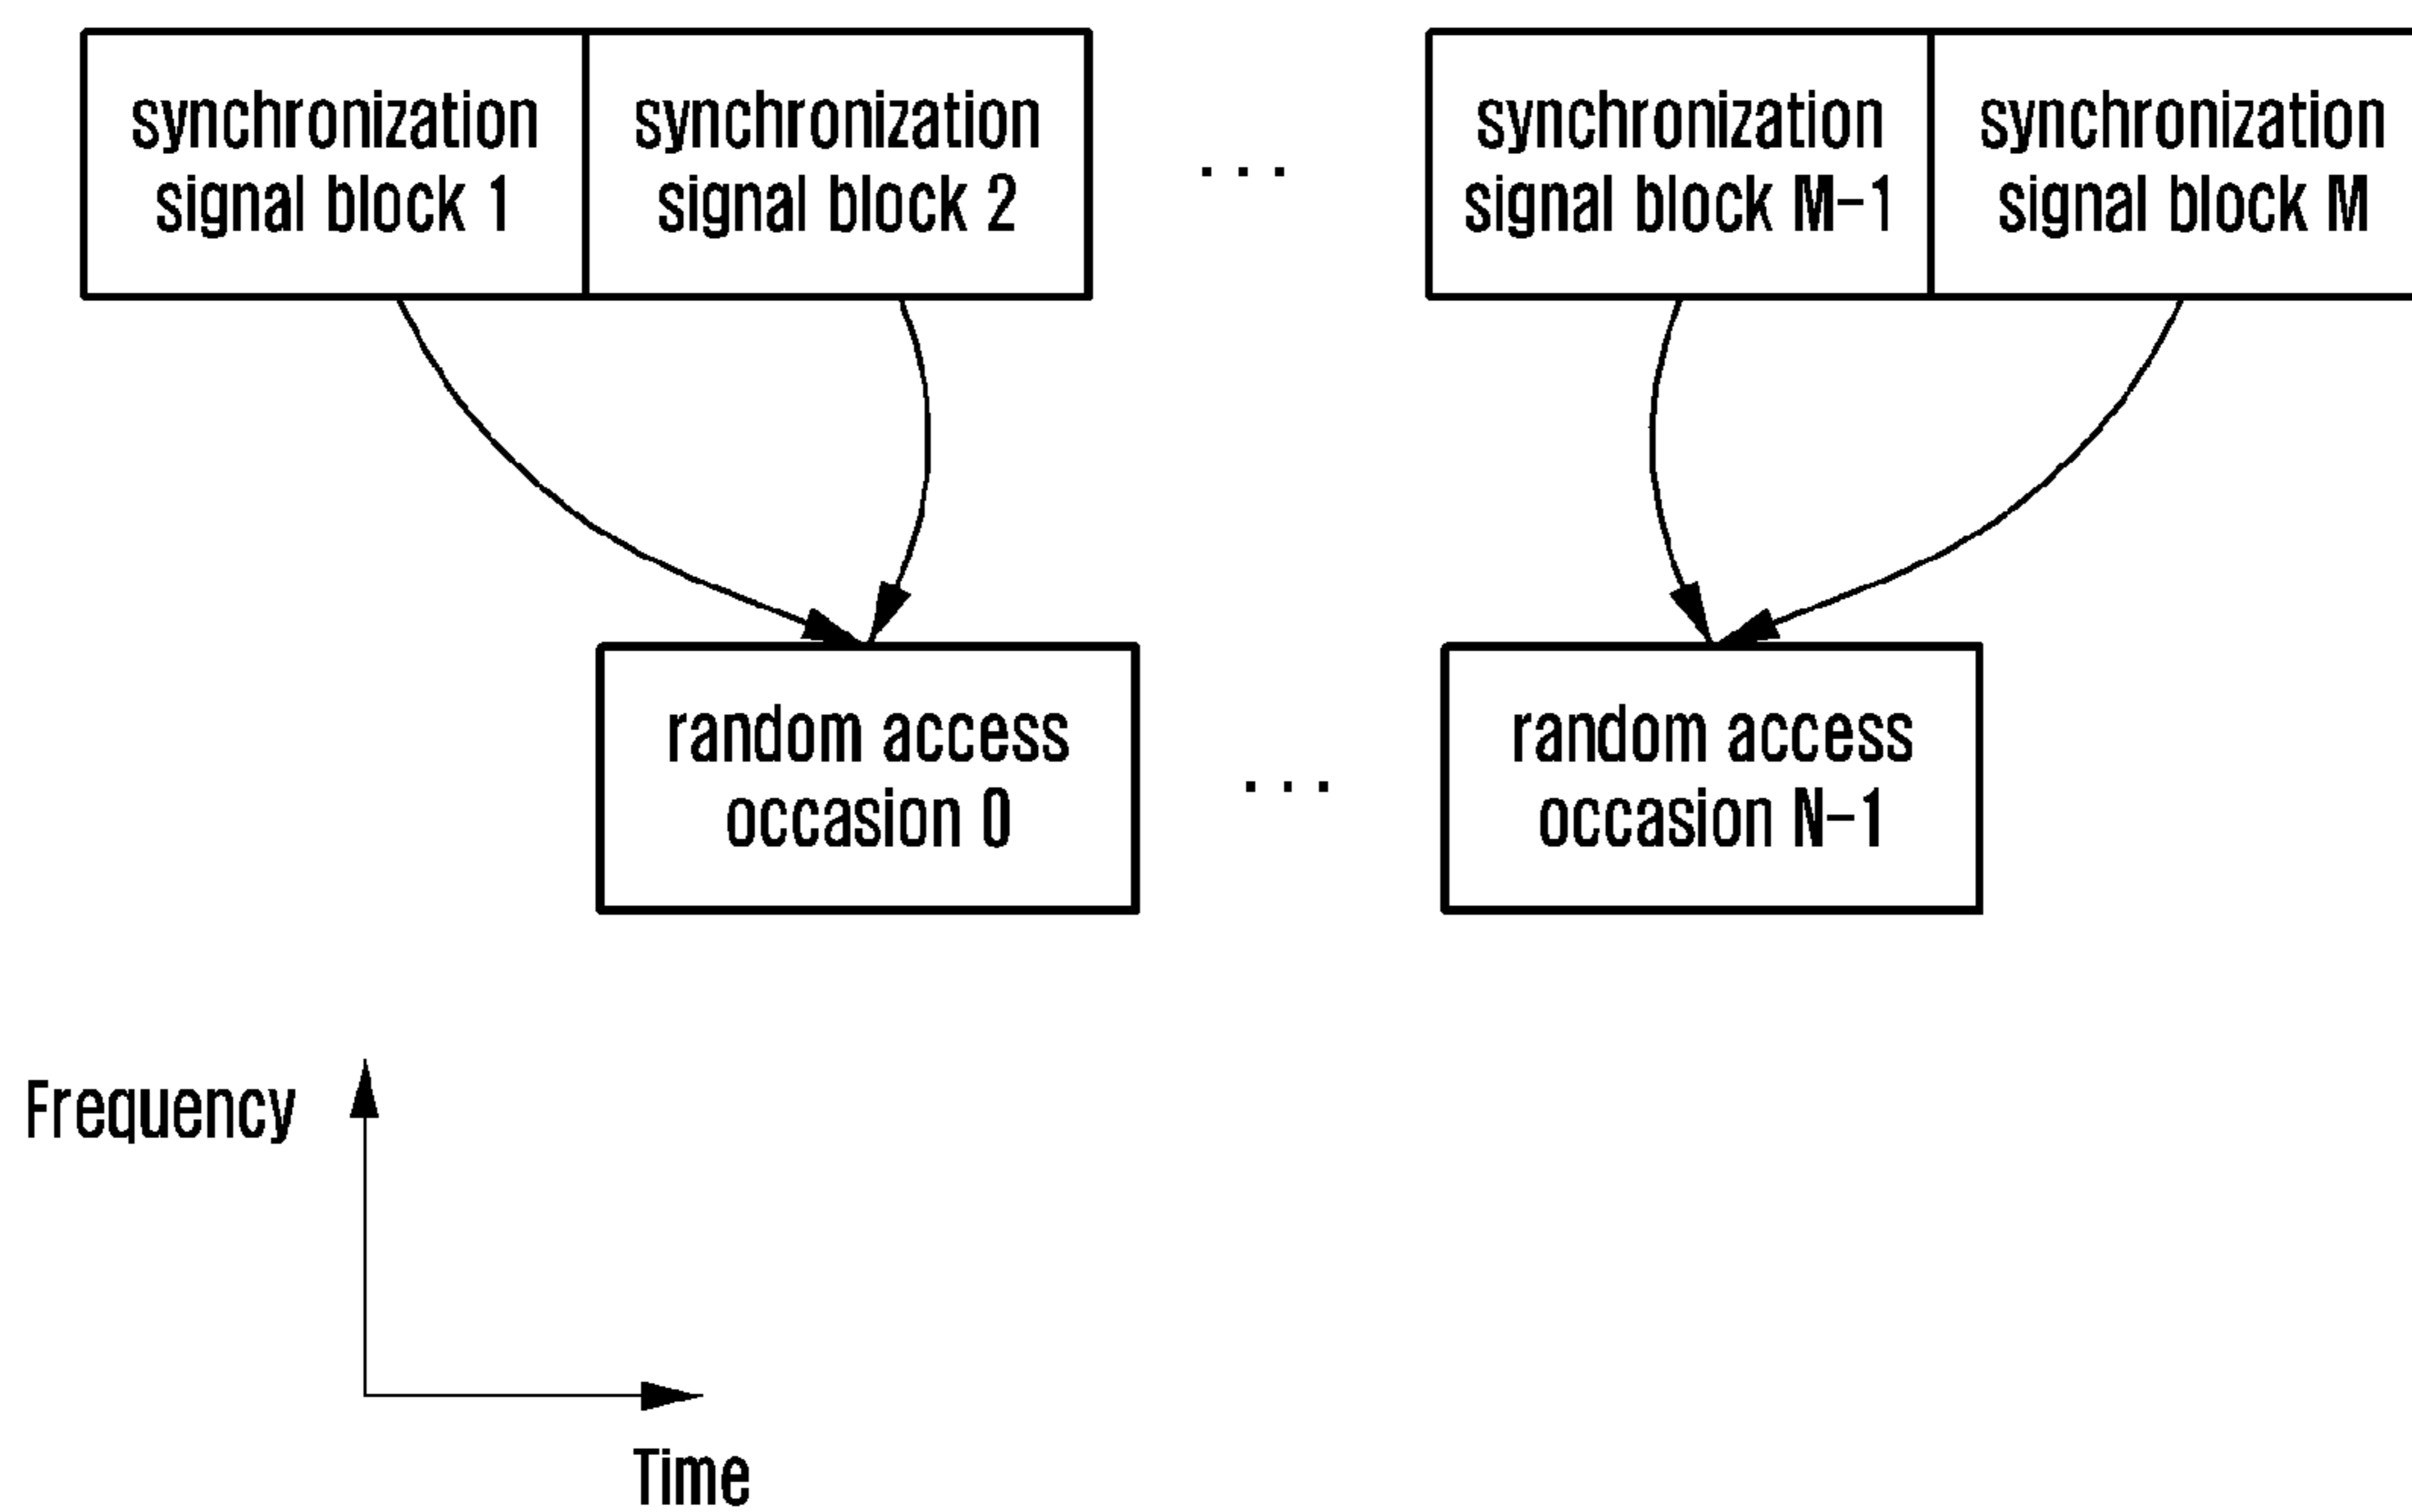 synchronization
signal block 1
synchronization
signal block 2
. . .
synchronization
signal block M-1
synchronization
signal block M
random access
occasion 0
. . .
random access
occasion N-1
Frequency
Time